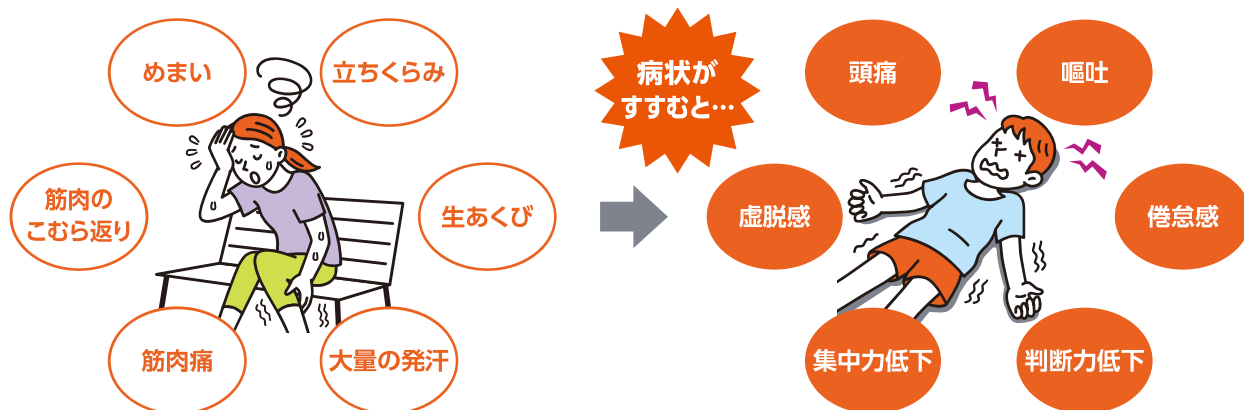 めまい
立ちくらみ
筋肉の
こむら返り
生あくび
筋肉痛
大量の発汗
病状が
すすむと…
頭痛
嘔吐
虚脱感
倦怠感
集中力低下
判断力低下